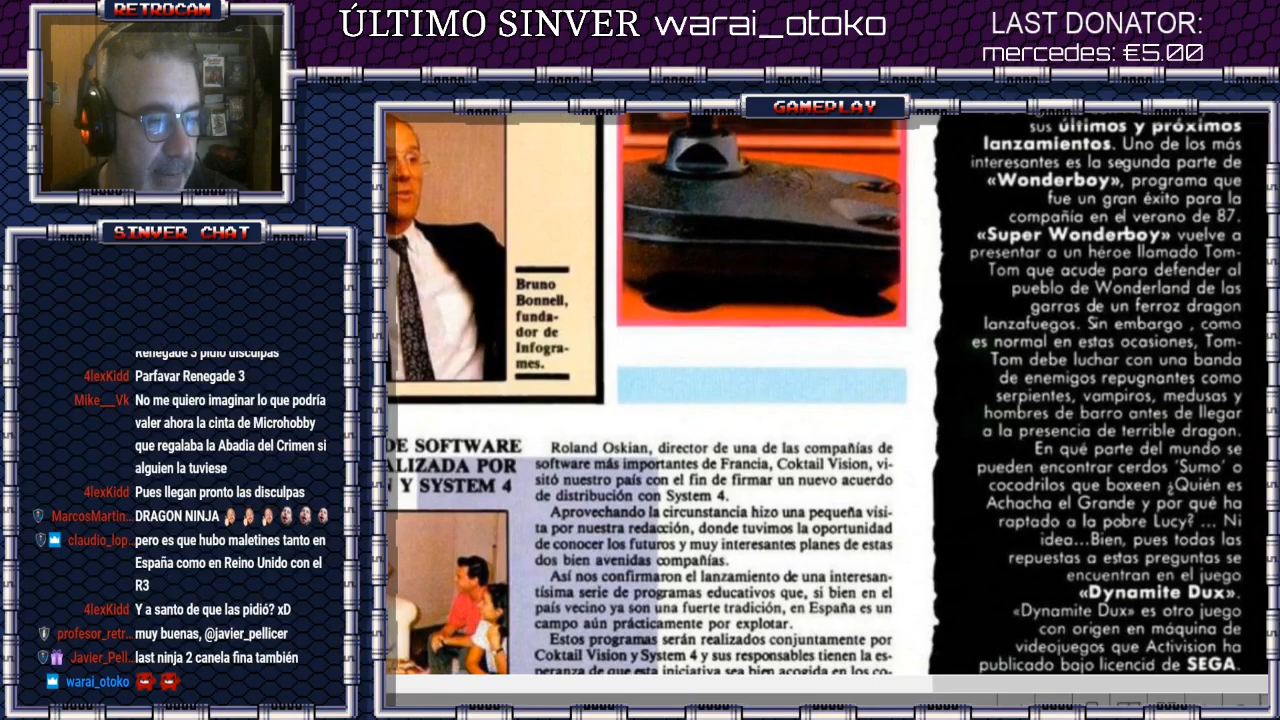 RETROCAM
ÚLTIMO SINVER warai_otoko
LAST DONATOR:
mercedes: €5.00
GAMEPLAY
SINVER CHAT
Renegade 3 pidió disculpas
4lexKidd Parfavar Renegade 3
Mike__Vk No me quiero imaginar lo que podría
valer ahora la cinta de Microhobby
que regalaba la Abadia del Crimen si
alguien la tuviese
4lexKidd Pues llegan pronto las disculpas
MarcosMartin... DRAGON NINJA
claudio_lop... pero es que hubo maletines tanto en
España como en Reino Unido con el
R3
4lexKidd Y a santo de que las pidió? xD
profesor_retr... muy buenas, @javier_pellicer
Javier_Pell... last ninja 2 canela fina también
warai_otoko
Bruno
Bonnell,
funda-
dor de
Infogra-
mes.
DE SOFTWARE
ALIZADA POR
N Y SYSTEM 4
Roland Oskian, director de una de las compañías de
software más importantes de Francia, Coktail Vision, vi-
sitó nuestro país con el fin de firmar un nuevo acuerdo
de distribución con System 4.
Aprovechando la circunstancia hizo una pequeña visi-
ta por nuestra redacción, donde tuvimos la oportunidad
de conocer los futuros y muy interesantes planes de estas
dos bien avenidas compañías.
Así nos confirmaron el lanzamiento de una interesan-
tísima serie de programas educativos que, si bien en el
país vecino ya son una fuerte tradición, en España es un
campo aún prácticamente por explotar.
Estos programas serán realizados conjuntamente por
Coktail Vision y System 4 y sus responsables tienen la es-
peranza de que esta iniciativa sea bien acogida en los co-
sus últimos y próximos
lanzamientos. Uno de los más
interesantes es la segunda parte de
«Wonderboy», programa que
fue un gran éxito para la
compañía en el verano de 87.
«Super Wonderboy» vuelve a
presentar a un héroe llamado Tom-
Tom que acude para defender al
pueblo de Wonderland de las
garras de un ferroz dragon
lanzafuegos. Sin embargo , como
es normal en estas ocasiones, Tom-
Tom debe luchar con una banda
de enemigos repugnantes como
serpientes, vampiros, medusas y
hombres de barro antes de llegar
a la presencia de terrible dragon.
En qué parte del mundo se
pueden encontrar cerdos 'Sumo' o
cocodrilos que boxeen ¿Quién es
Achacha el Grande y por qué ha
raptado a la pobre Lucy? ... Ni
idea...Bien, pues todas las
repuestas a estas preguntas se
encuentran en el juego
«Dynamite Dux».
«Dynamite Dux» es otro juego
con origen en máquina de
videojuegos que Activision ha
publicado bajo licencid de SEGA.